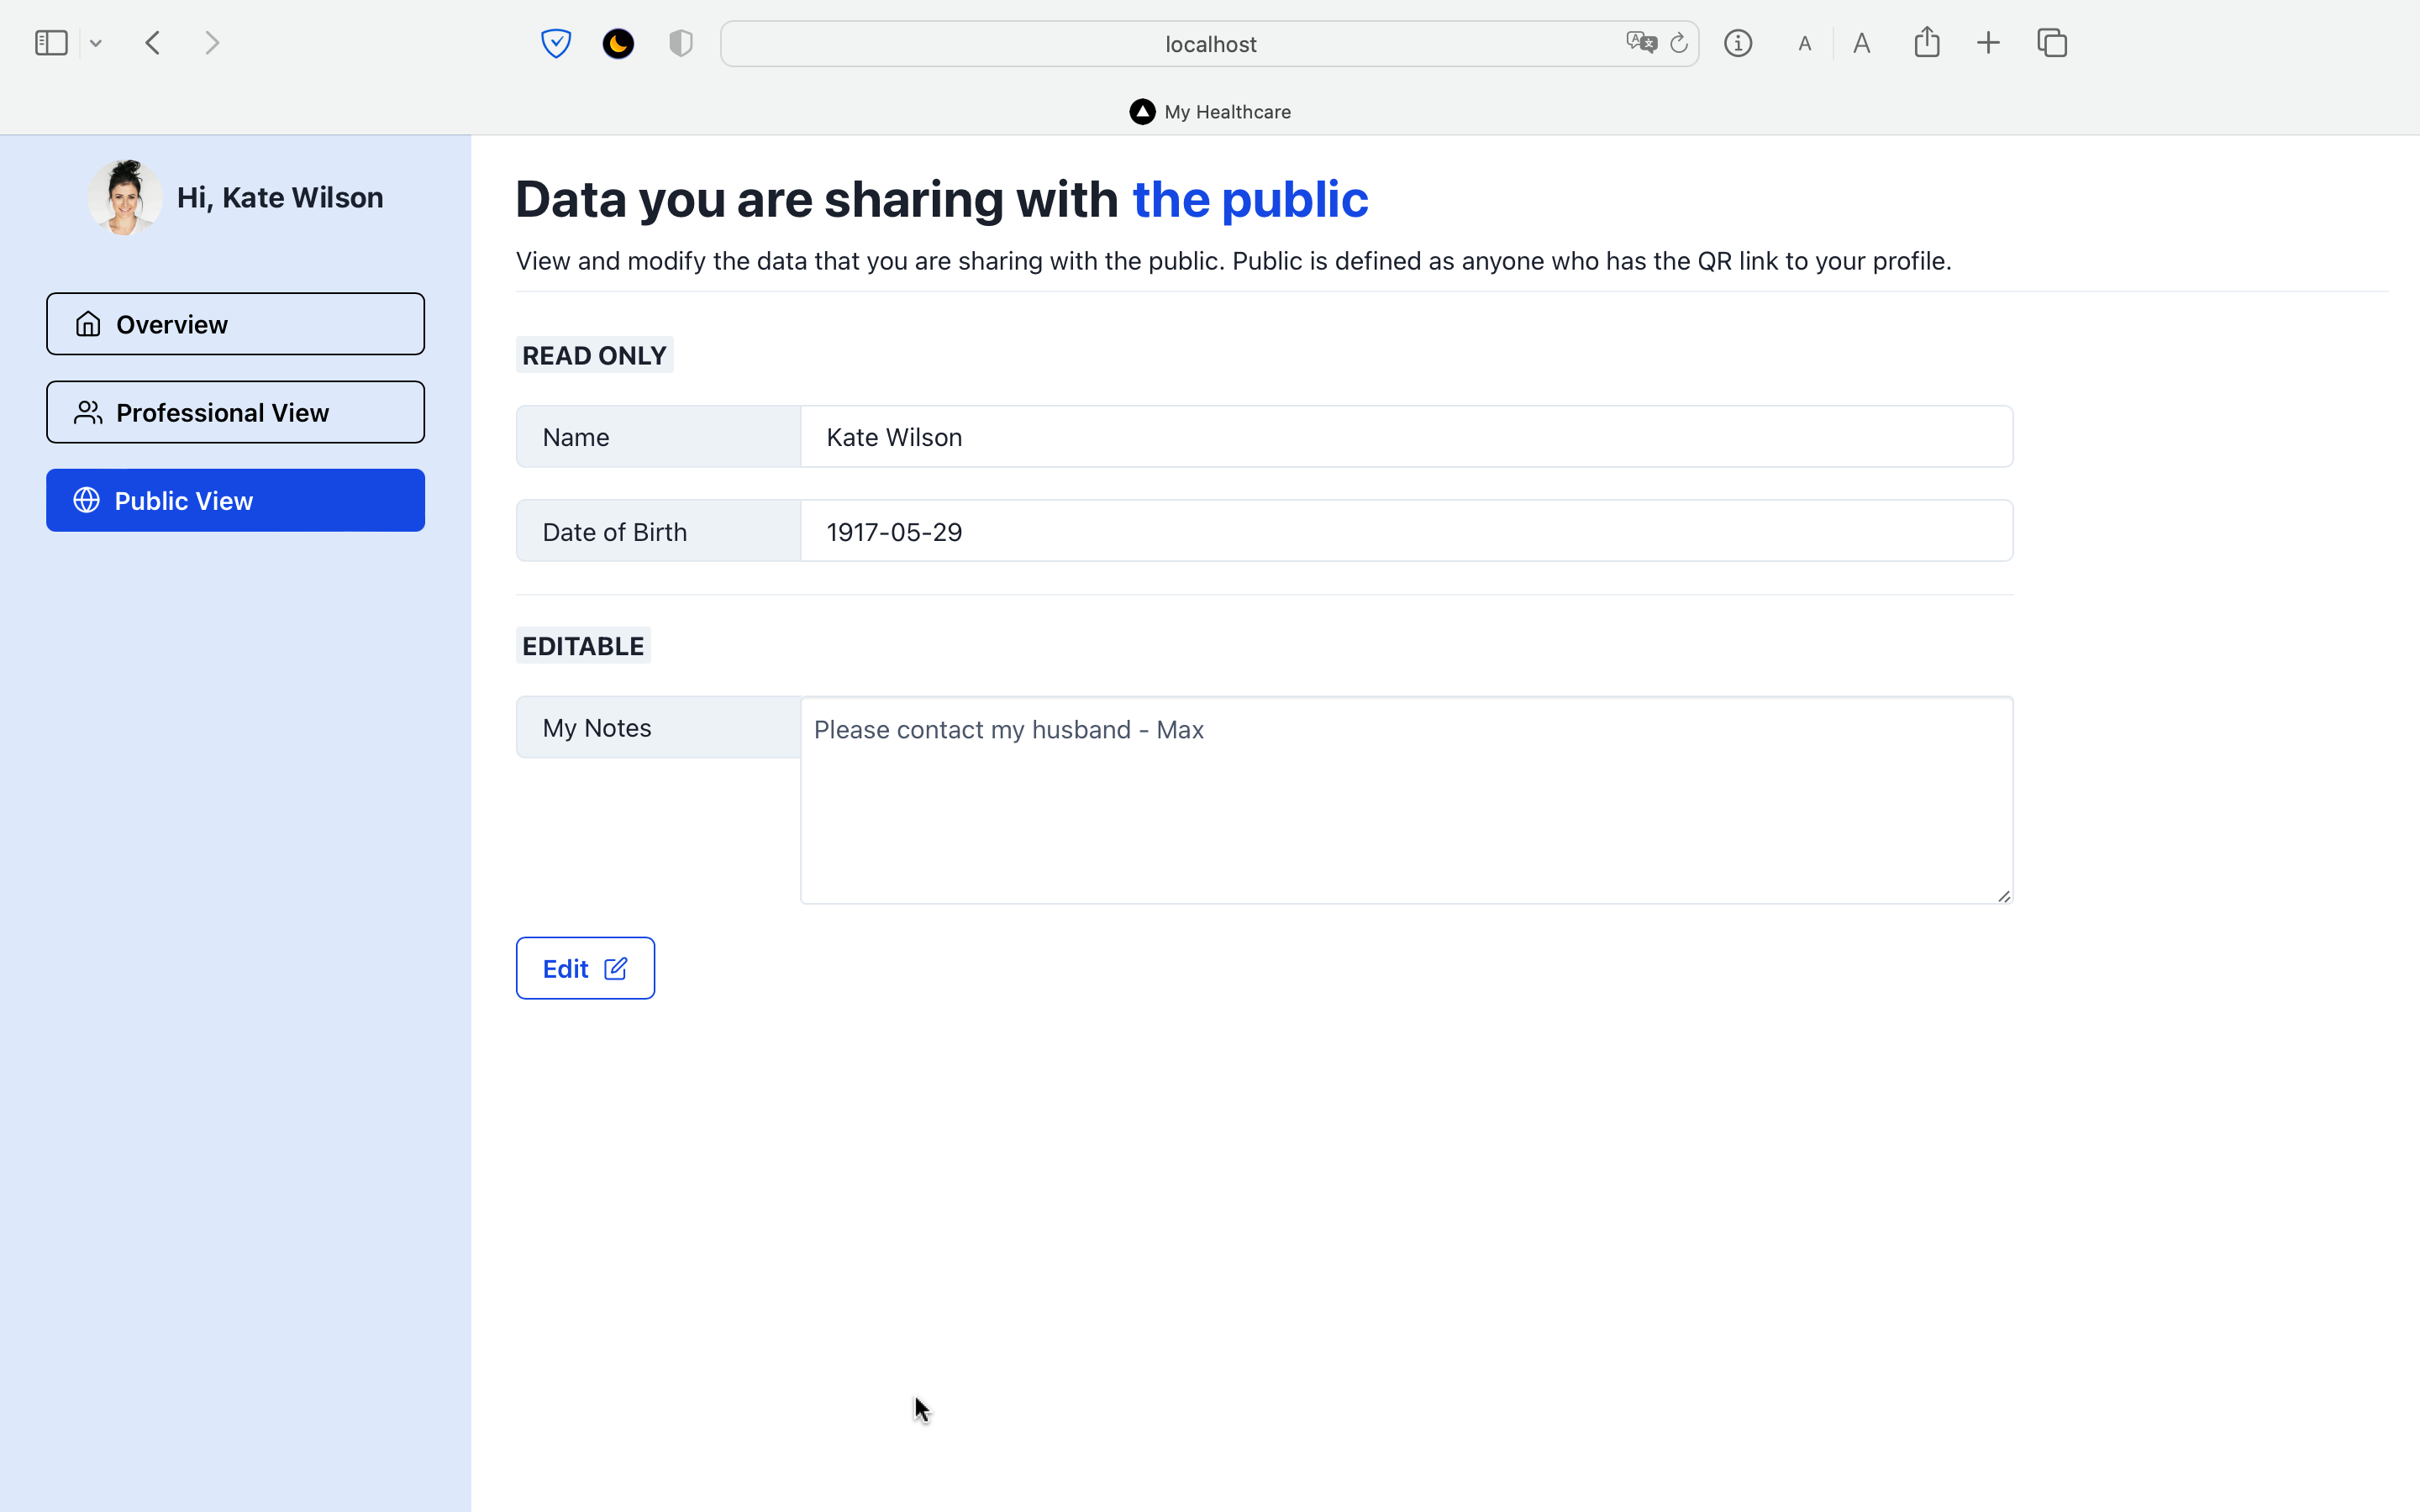 localhost
A A
My Healthcare
Hi, Kate Wilson
Overview
Professional View
Public View
Data you are sharing with the public
View and modify the data that you are sharing with the public. Public is defined as anyone who has the QR link to your profile.
READ ONLY
Name Kate Wilson
Date of Birth 1917-05-29
EDITABLE
My Notes Please contact my husband - Max
Edit